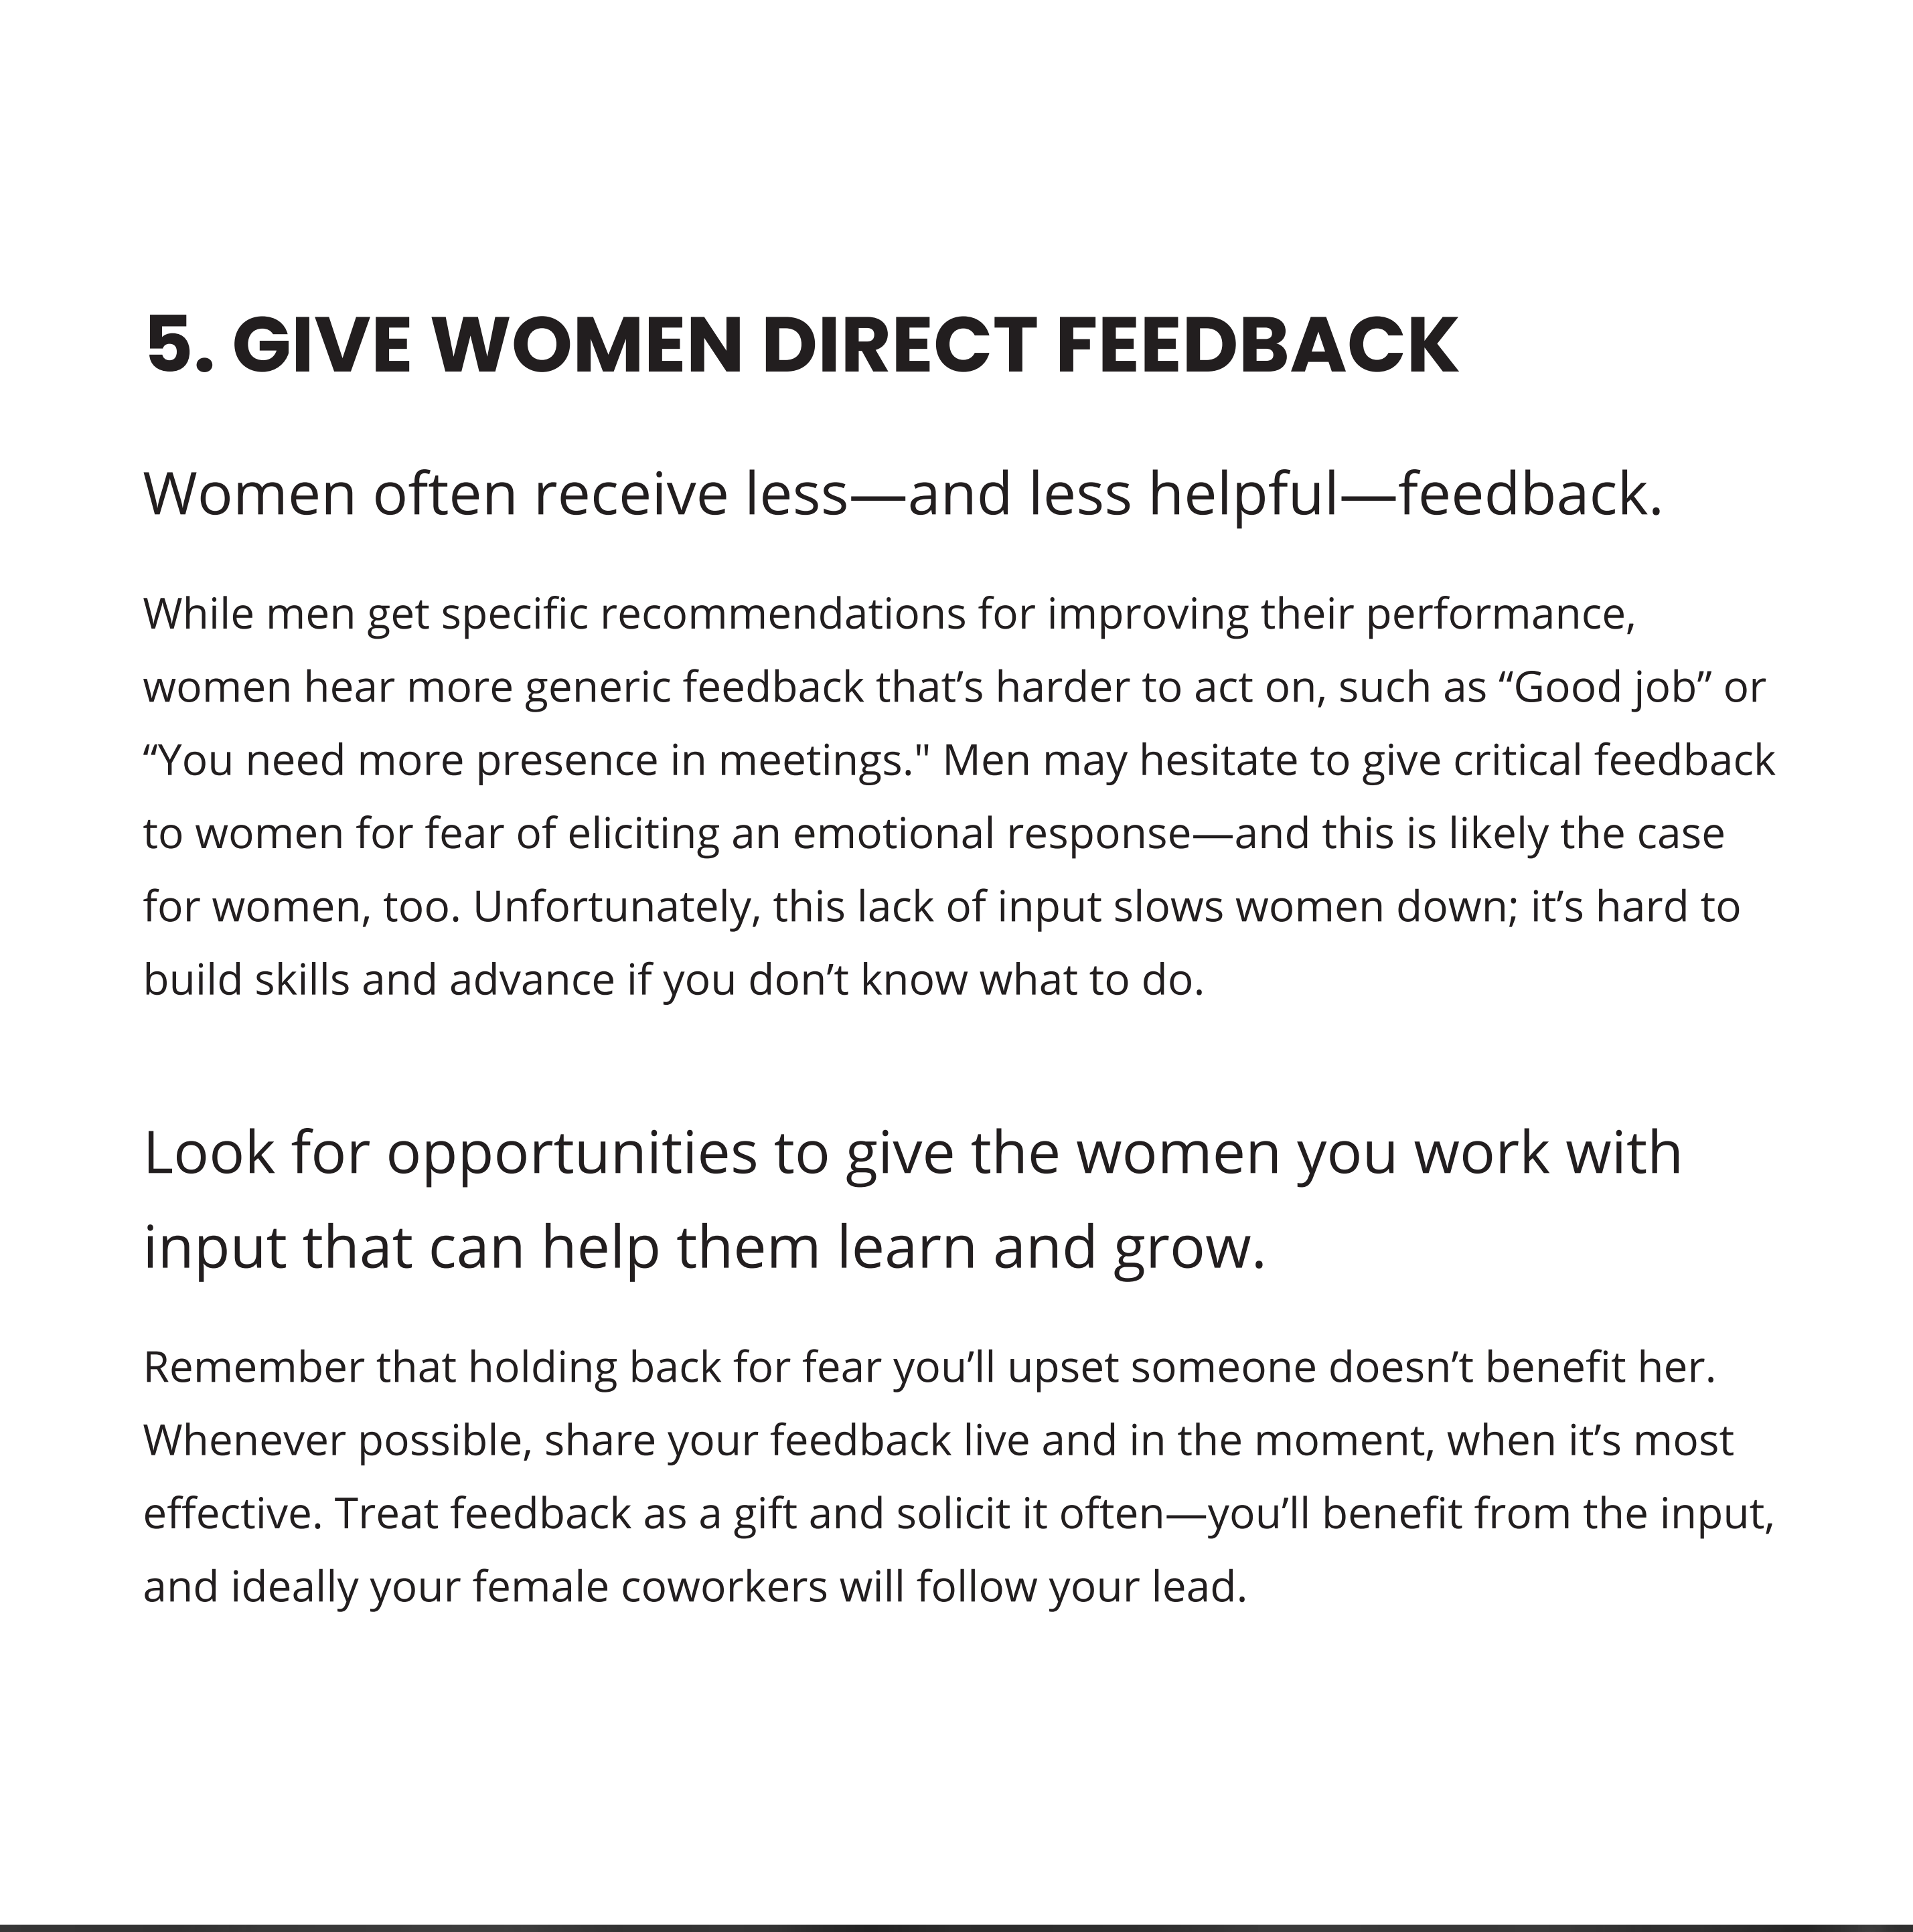 5. GIVE WOMEN DIRECT FEEDBACK
Women often receive less—and less helpful—feedback.
While men get specific recommendations for improving their performance,
women hear more generic feedback that’s harder to act on, such as “Good job” or
“You need more presence in meetings." Men may hesitate to give critical feedback
to women for fear of eliciting an emotional response—and this is likely the case
for women, too. Unfortunately, this lack of input slows women down; it’s hard to
build skills and advance if you don’t know what to do.
Look for opportunities to give the women you work with
input that can help them learn and grow.
Remember that holding back for fear you’ll upset someone doesn’t benefit her.
Whenever possible, share your feedback live and in the moment, when it’s most
effective. Treat feedback as a gift and solicit it often—you’ll benefit from the input,
and ideally your female coworkers will follow your lead.